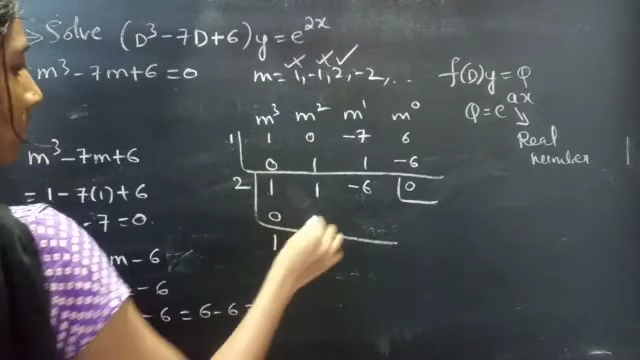 → Solve (D³-7D+6)y = e^2x
m³-7m+6=0 m = 1, -1, 2, -2, ..
f(D)y = Q
Q = e^ax
Real number
m³ m² m¹ m⁰
1 1 0 -7 6
0 1 1 -6
2 1 1 -6 0
0
1
m³-7m+6
= 1-7(1)+6
-7=0.
m-6
-6
-6 = 6-6=